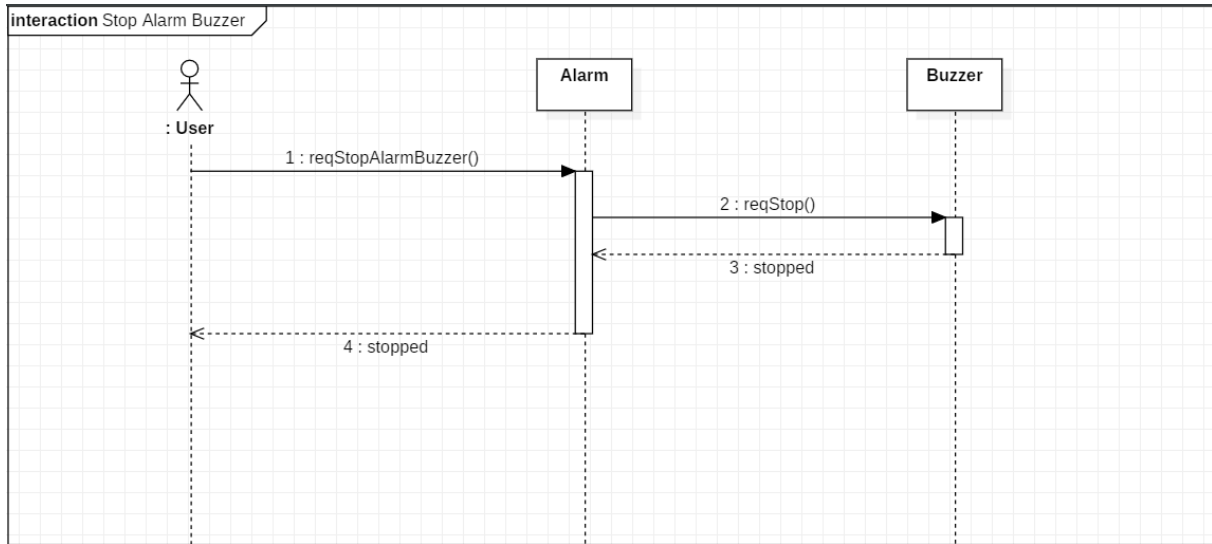 interaction Stop Alarm Buzzer
: User
Alarm
Buzzer
1 : reqStopAlarmBuzzer()
2 : reqStop()
3 : stopped
4 : stopped